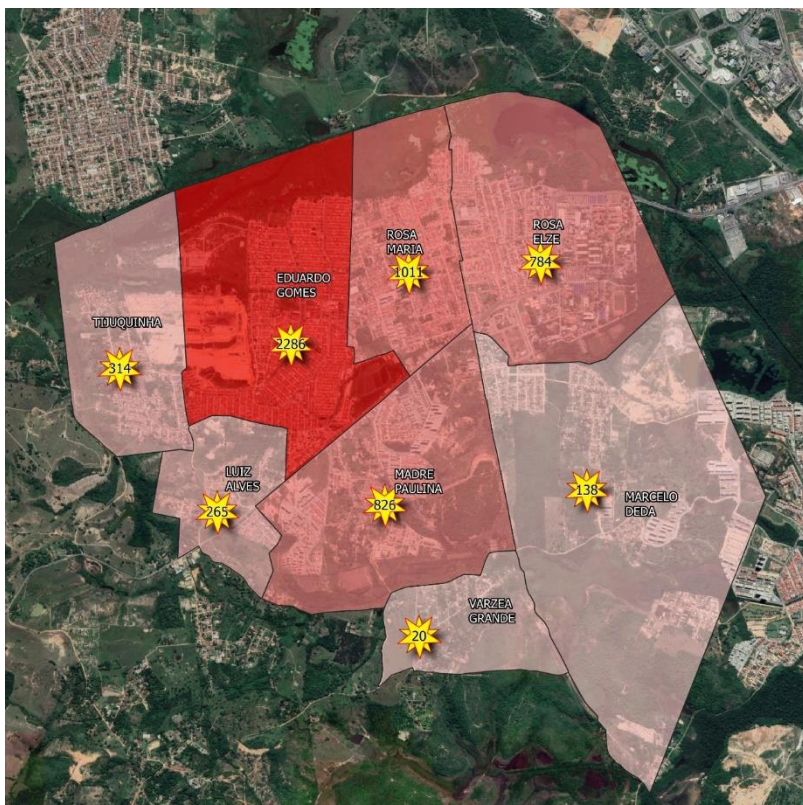 ROSA
ELZE
784
ROSA
MARIA
1011
EDUARDO
GOMES
2286
TIJUQUINHA
314
LUIZ
ALVES
265
MADRE
PAULINA
826
138
MARCELO
DEDA
VARZEA
GRANDE
20